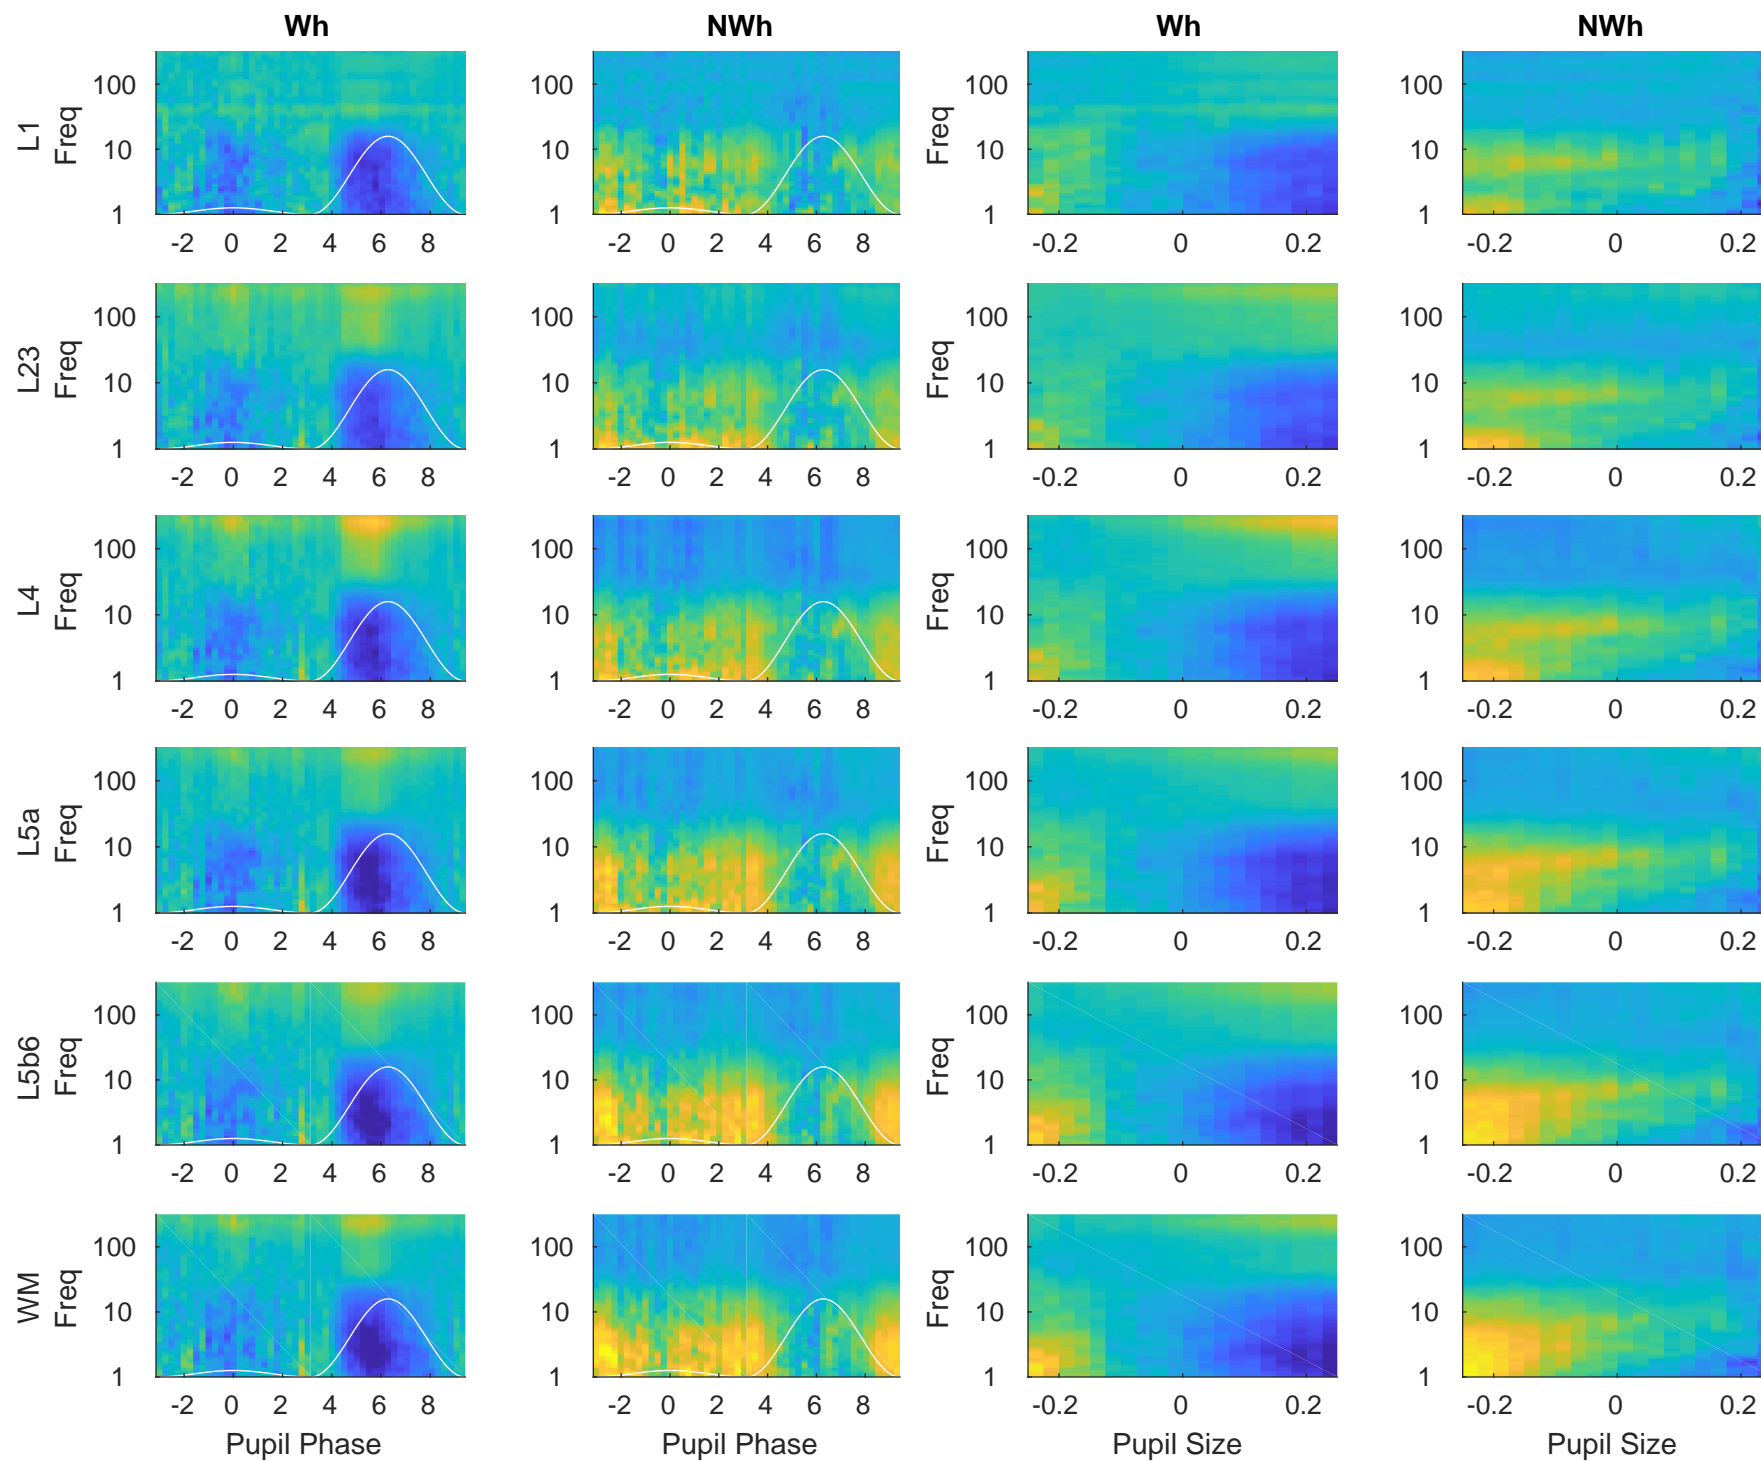 Wh NWh Wh NWh
L1 Freq 100 10 1 100 10 1 Freq 100 10 1 100 10 1
-2 0 2 4 6 8 -2 0 2 4 6 8 -0.2 0 0.2 -0.2 0 0.2
L23 Freq 100 10 1 100 10 1 Freq 100 10 1 100 10 1
-2 0 2 4 6 8 -2 0 2 4 6 8 -0.2 0 0.2 -0.2 0 0.2
L4 Freq 100 10 1 100 10 1 Freq 100 10 1 100 10 1
-2 0 2 4 6 8 -2 0 2 4 6 8 -0.2 0 0.2 -0.2 0 0.2
L5a Freq 100 10 1 100 10 1 Freq 100 10 1 100 10 1
-2 0 2 4 6 8 -2 0 2 4 6 8 -0.2 0 0.2 -0.2 0 0.2
L5b6 Freq 100 10 1 100 10 1 Freq 100 10 1 100 10 1
-2 0 2 4 6 8 -2 0 2 4 6 8 -0.2 0 0.2 -0.2 0 0.2
WM Freq 100 10 1 100 10 1 Freq 100 10 1 100 10 1
-2 0 2 4 6 8 -2 0 2 4 6 8 -0.2 0 0.2 -0.2 0 0.2
Pupil Phase Pupil Phase Pupil Size Pupil Size